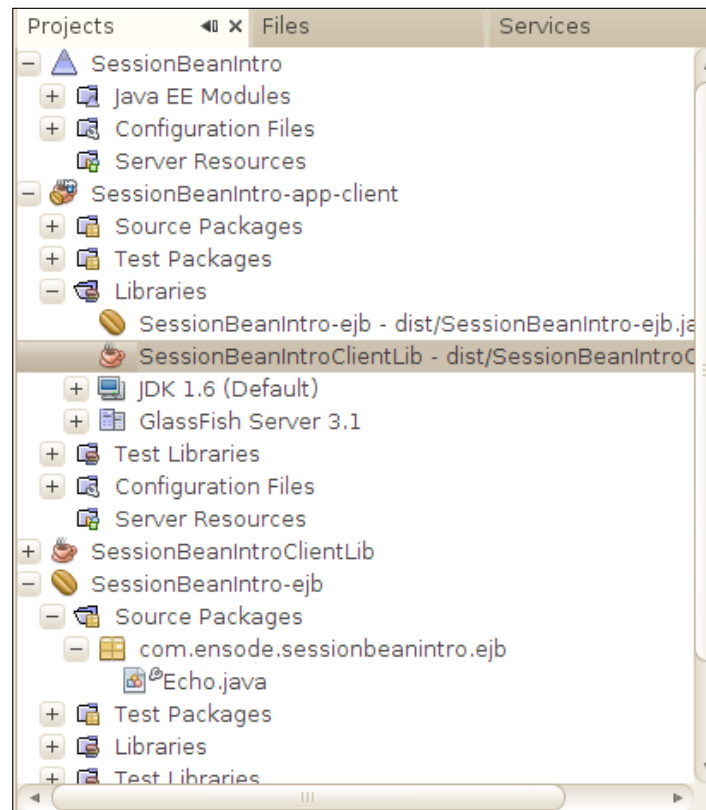 Projects Files Services
SessionBeanIntro
Java EE Modules
Configuration Files
Server Resources
SessionBeanIntro-app-client
Source Packages
Test Packages
Libraries
SessionBeanIntro-ejb - dist/SessionBeanIntro-ejb.ja
SessionBeanIntroClientLib - dist/SessionBeanIntroC
JDK 1.6 (Default)
GlassFish Server 3.1
Test Libraries
Configuration Files
Server Resources
SessionBeanIntroClientLib
SessionBeanIntro-ejb
Source Packages
com.ensode.sessionbeanintro.ejb
Echo.java
Test Packages
Libraries
Test Libraries